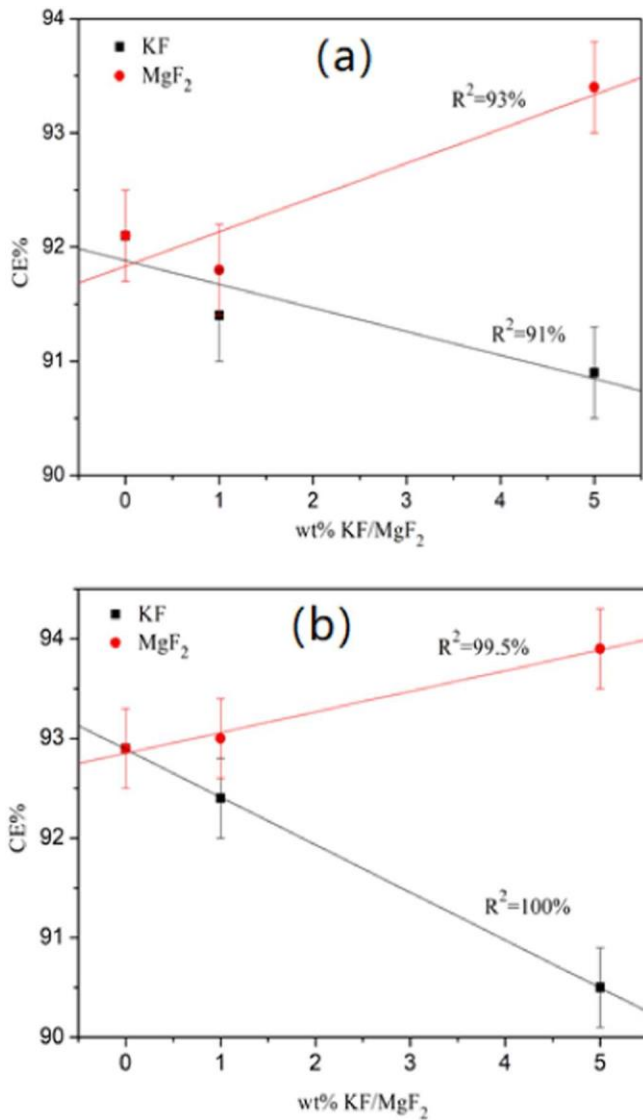 (a)
KF
MgF₂
R²=93%
R²=91%
CE%
94
93
92
91
90
0 1 2 3 4 5
wt% KF/MgF₂
(b)
KF
MgF₂
R²=99.5%
R²=100%
CE%
94
93
92
91
90
0 1 2 3 4 5
wt% KF/MgF₂